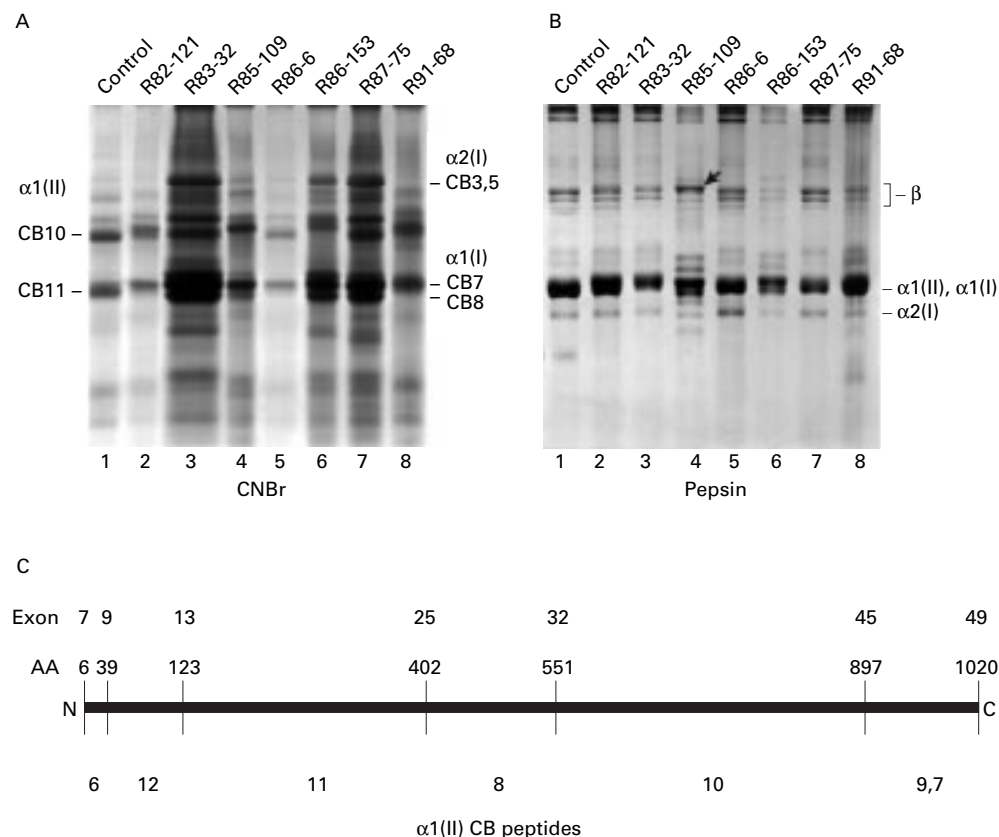 A
Control R82-121 R83-32 R85-109 R86-6 R86-153 R87-75 R91-68
α1(II)
CB10 –
CB11 –
α2(I)
– CB3,5
α1(I)
– CB7
– CB8
1 2 3 4 5 6 7 8
CNBr
B
Control R82-121 R83-32 R85-109 R86-6 R86-153 R87-75 R91-68
– β
– α1(II), α1(I)
– α2(I)
1 2 3 4 5 6 7 8
Pepsin
C
Exon 7 9 13 25 32 45 49
AA 6 39 123 402 551 897 1020
N C
6 12 11 8 10 9,7
α1(II) CB peptides